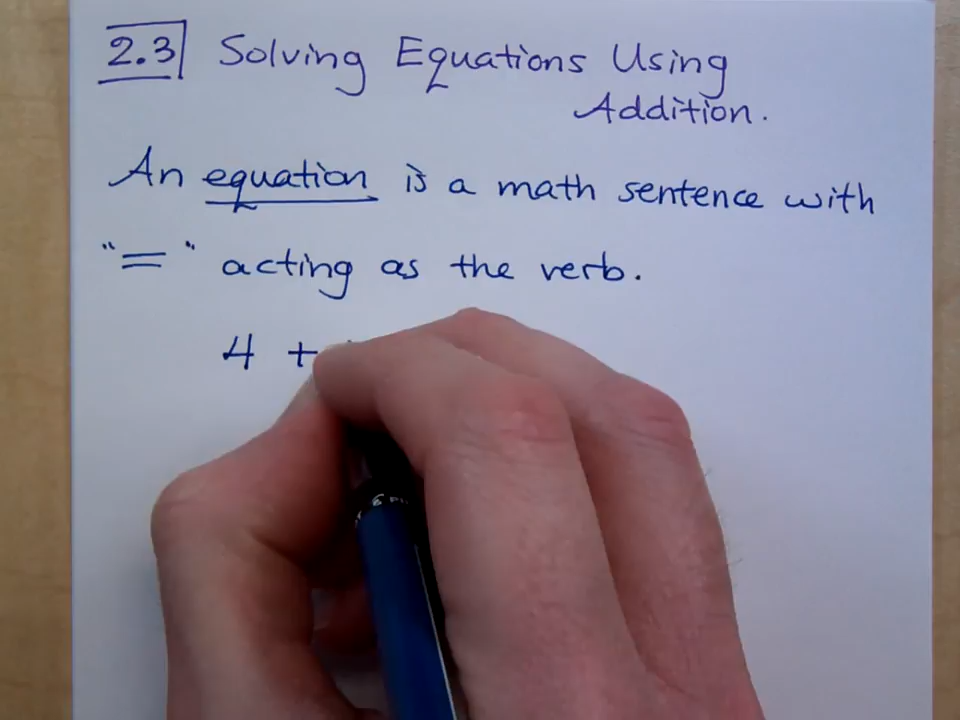 2.3 Solving Equations Using
Addition.
An equation is a math sentence with
"=" acting as the verb.
4 +